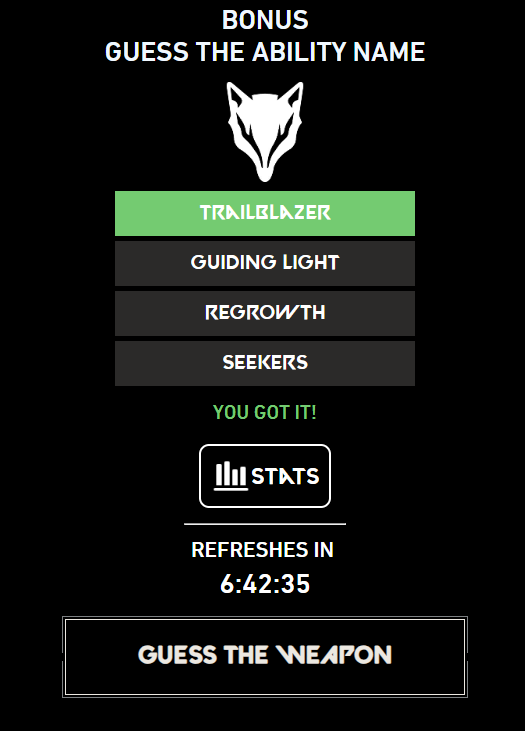 BONUS
GUESS THE ABILITY NAME
TRAILBLAZER
GUIDING LIGHT
REGROWTH
SEEKERS
YOU GOT IT!
STATS
REFRESHES IN
6:42:35
GUESS THE WEAPON